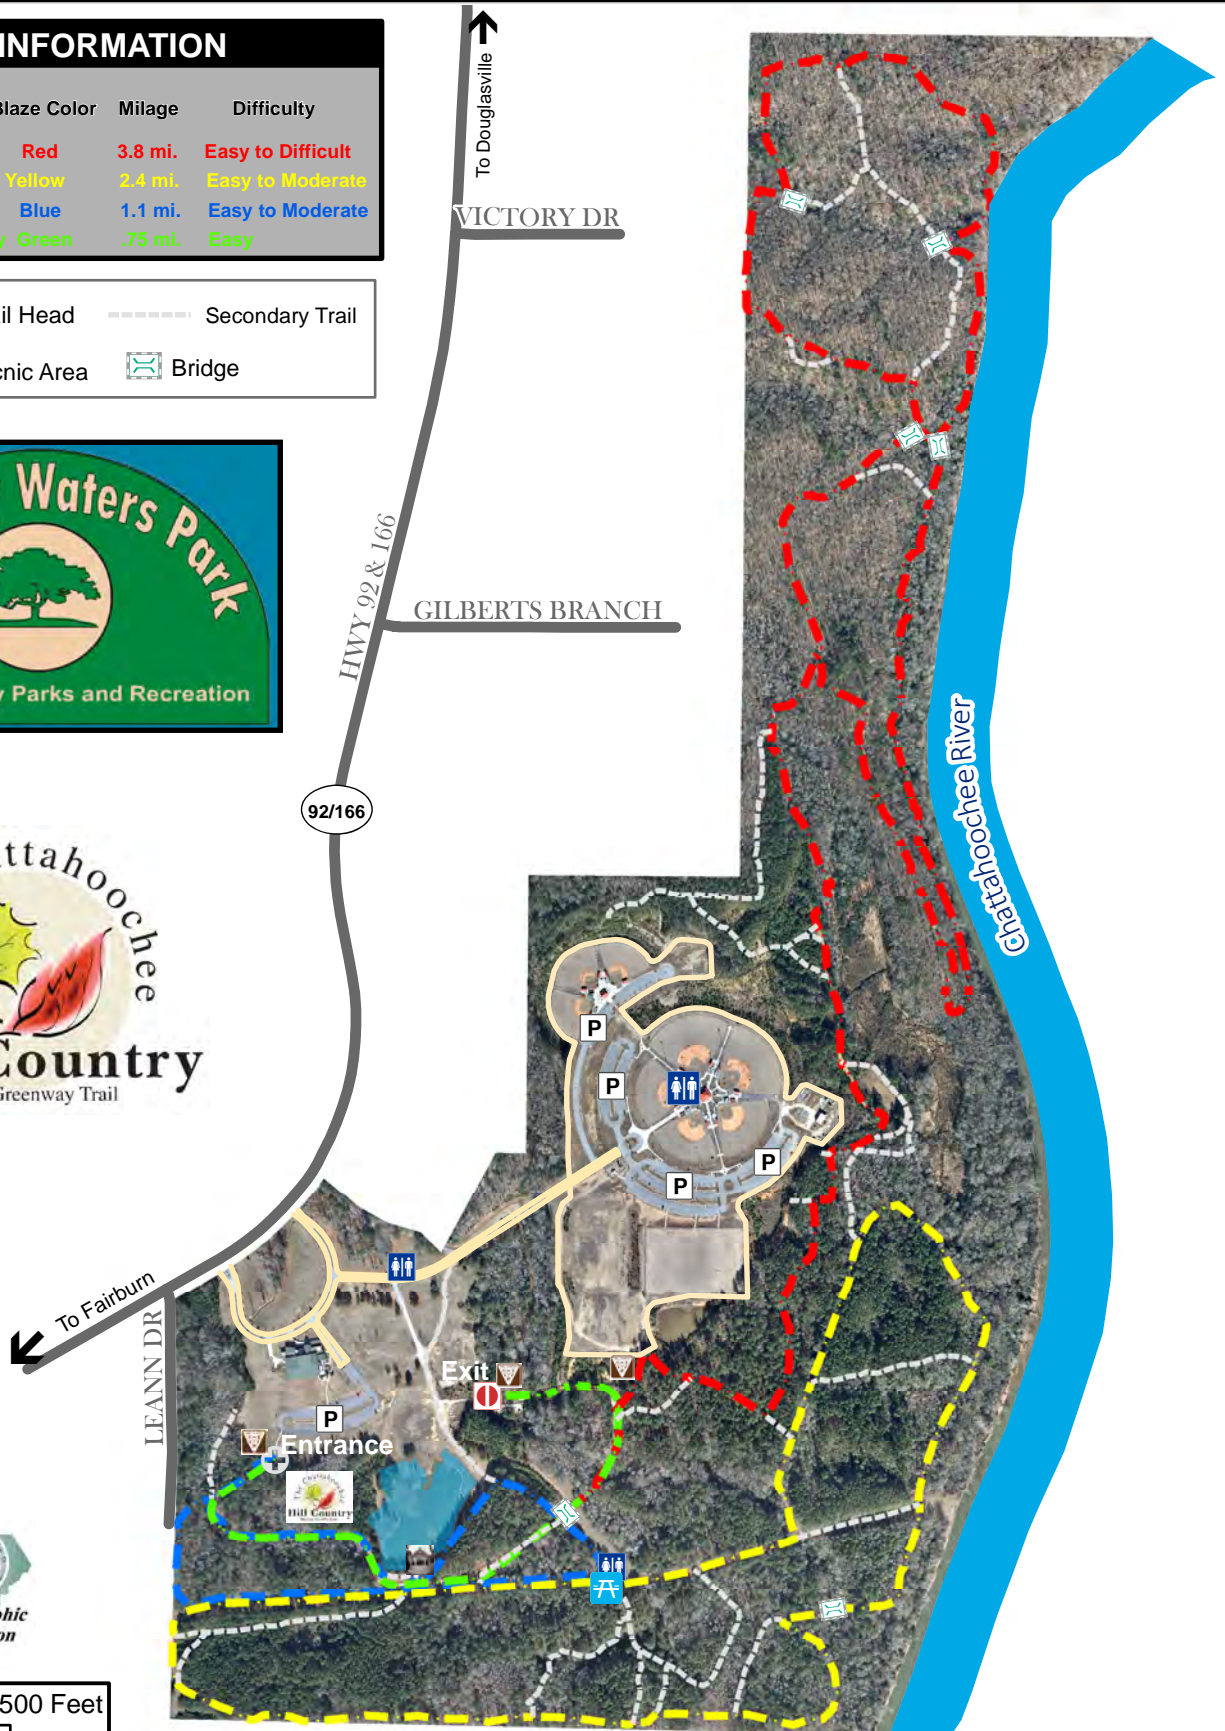 INFORMATION
Blaze Color Milage Difficulty
Red 3.8 mi. Easy to Difficult
Yellow 2.4 mi. Easy to Moderate
Blue 1.1 mi. Easy to Moderate
y Green .75 mi Easy
il Head Secondary Trail
cnic Area Bridge
Waters Park
y Parks and Recreation
To Douglasville
VICTORY DR
HWY 92 & 166
GILBERTS BRANCH
92/166
Chattahoochee River
ttahoochee
Country
Greenway Trail
P
P
P
P
To Fairburn
LEANN DR
Exit
P
Entrance
Hill Country
phic
on
500 Feet